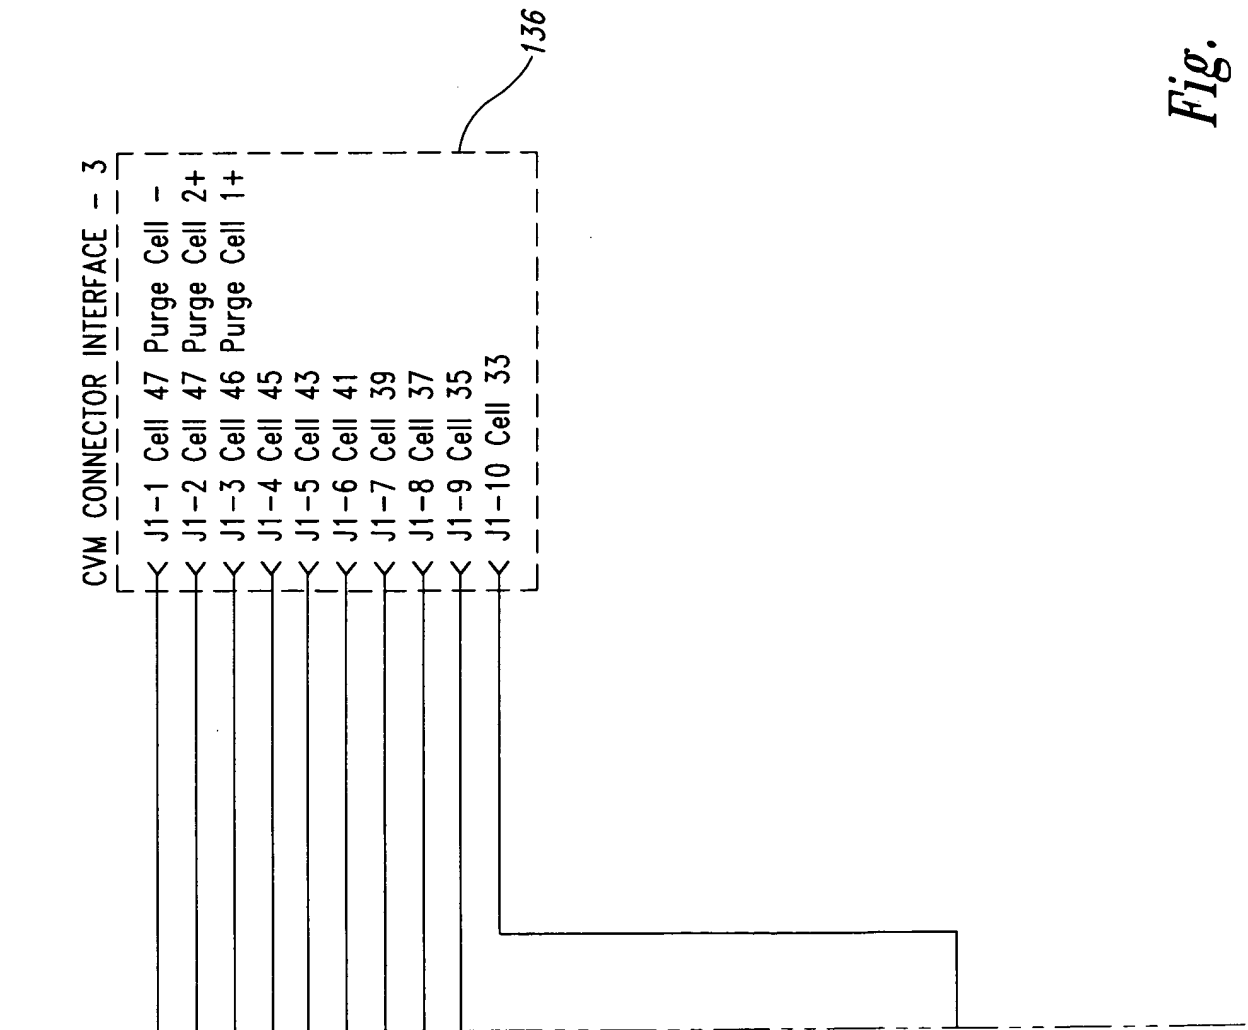 CVM CONNECTOR INTERFACE - 3
J1-1 Cell 47 Purge Cell -
J1-2 Cell 47 Purge Cell 2+
J1-3 Cell 46 Purge Cell 1+
J1-4 Cell 45
J1-5 Cell 43
J1-6 Cell 41
J1-7 Cell 39
J1-8 Cell 37
J1-9 Cell 35
J1-10 Cell 33
136
Fig.